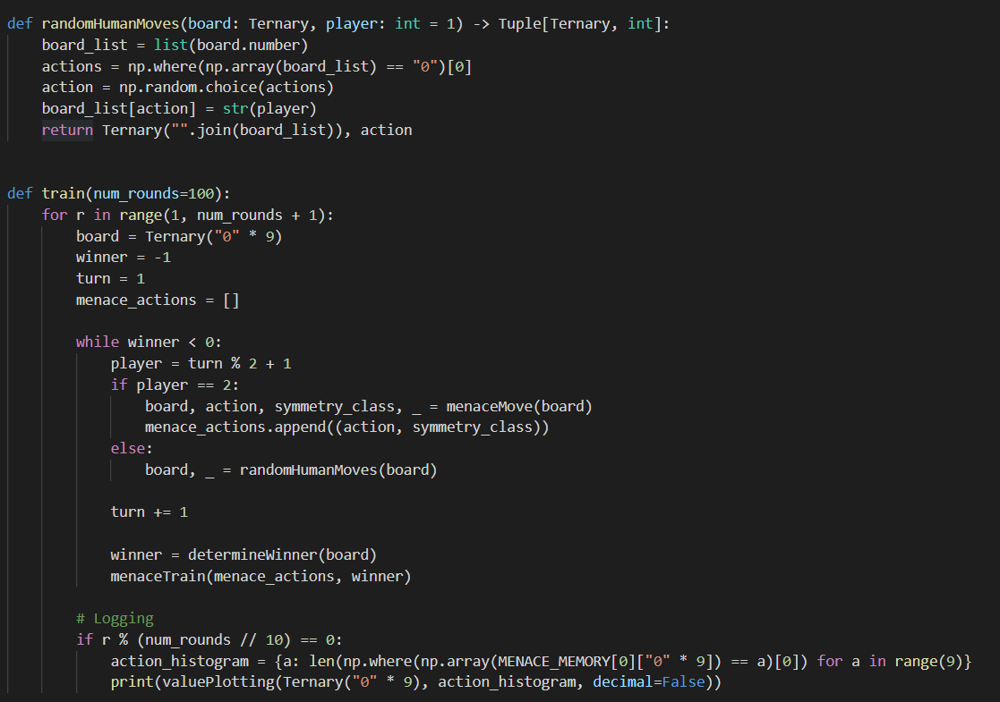 def randomHumanMoves(board: Ternary, player: int = 1) -> Tuple[Ternary, int]:
    board_list = list(board.number)
    actions = np.where(np.array(board_list) == "0")[0]
    action = np.random.choice(actions)
    board_list[action] = str(player)
    return Ternary("".join(board_list)), action
def train(num_rounds=100):
    for r in range(1, num_rounds + 1):
        board = Ternary("0" * 9)
        winner = -1
        turn = 1
        menace_actions = []
        while winner < 0:
            player = turn % 2 + 1
            if player == 2:
                board, action, symmetry_class, _ = menaceMove(board)
                menace_actions.append((action, symmetry_class))
            else:
                board, _ = randomHumanMoves(board)
            turn += 1
            winner = determineWinner(board)
            menaceTrain(menace_actions, winner)
        # Logging
        if r % (num_rounds // 10) == 0:
            action_histogram = {a: len(np.where(np.array(MENACE_MEMORY[0]["0" * 9]) == a)[0]) for a in range(9)}
            print(valuePlotting(Ternary("0" * 9), action_histogram, decimal=False))